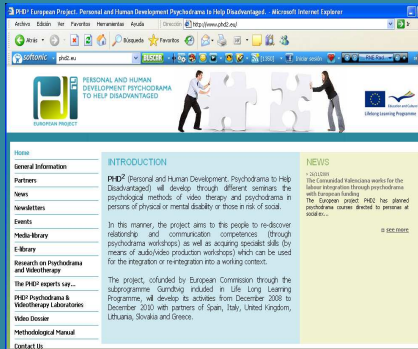 PHD² European Project. Personal and Human Development Psychodrama to Help Disadvantaged. - Microsoft Internet Explorer
Archivo Edición Ver Favoritos Herramientas Ayuda Dirección http://www.phd2.eu/ Ir
Atrás Búsqueda Favoritos
softonic phd2.eu BUSCAR [1350] Iniciar sesión RNE Rad
PERSONAL AND HUMAN
DEVELOPMENT PSYCHODRAMA
TO HELP DISADVANTAGED
EUROPEAN PROJECT
Education and Culture
Lifelong Learning Programme
Home
General Information
Partners
News
Newsletters
Events
Media-library
E-library
Research on Psychodrama
and Videotherapy
The PHD² experts say...
PHD² Psychodrama &
Videotherapy Laboratories
Video Dossier
Methodological Manual
Contact Us
INTRODUCTION
PHD² (Personal and Human Development. Psychodrama to Help
Disadvantaged) will develop through different seminars the
psychological methods of video therapy and psychodrama in
persons of physical or mental disability or those in risk of social.
In this manner, the project aims to this people to re-discover
relationship and communication competences (through
psychodrama workshops) as well as acquiring specialist skills (by
means of audio/video production workshops) which can be used
for the integration or re-integration into a working context.
The project, cofunded by European Commission through the
subprogramme Grundtvig included in Life Long Learning
Programme, will develop its activities from December 2008 to
December 2010 with partners of Spain, Italy, United Kingdom,
Lithuania, Slovakia and Greece.
NEWS
The Comunidad Valenciana works for the
labour integration through psychodrama
with European funding
The European project PHD2 has planned
psychodrama courses directed to personas at
social ex...
see more